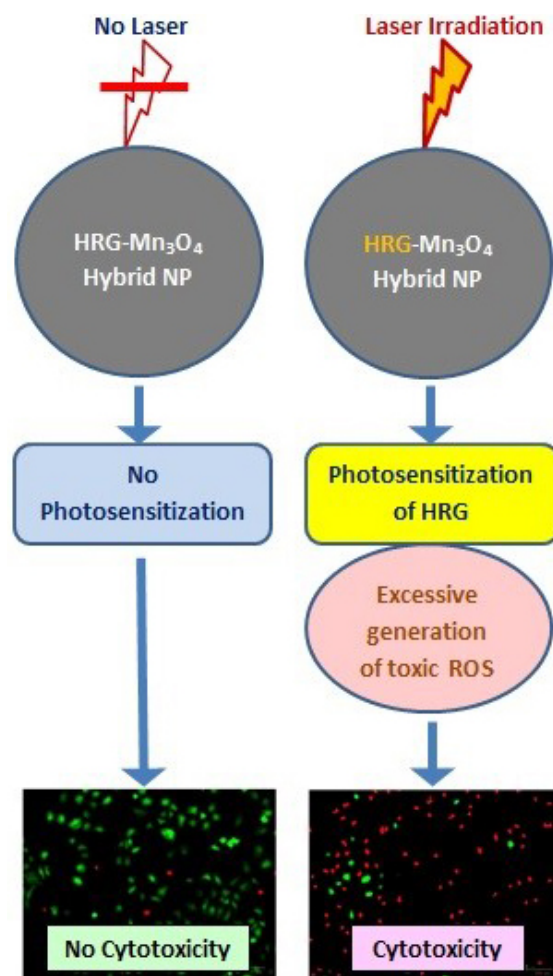 No Laser
Laser Irradiation
HRG-Mn₃O₄
Hybrid NP
HRG-Mn₃O₄
Hybrid NP
No
Photosensitization
Photosensitization
of HRG
Excessive
generation
of toxic ROS
No Cytotoxicity
Cytotoxicity